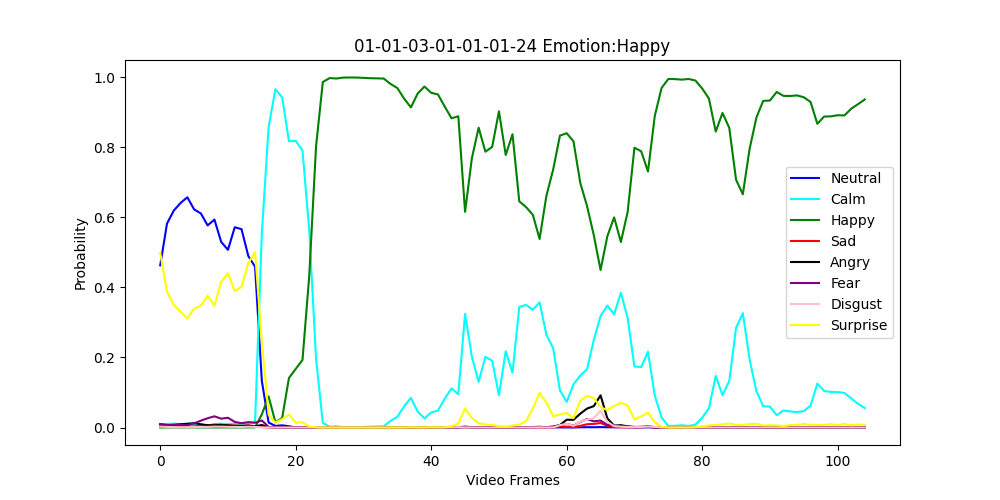 01-01-03-01-01-01-24 Emotion:Happy
Probability
1.0
0.8
0.6
0.4
0.2
0.0
0
20
40
60
80
100
Video Frames
Neutral
Calm
Happy
Sad
Angry
Fear
Disgust
Surprise